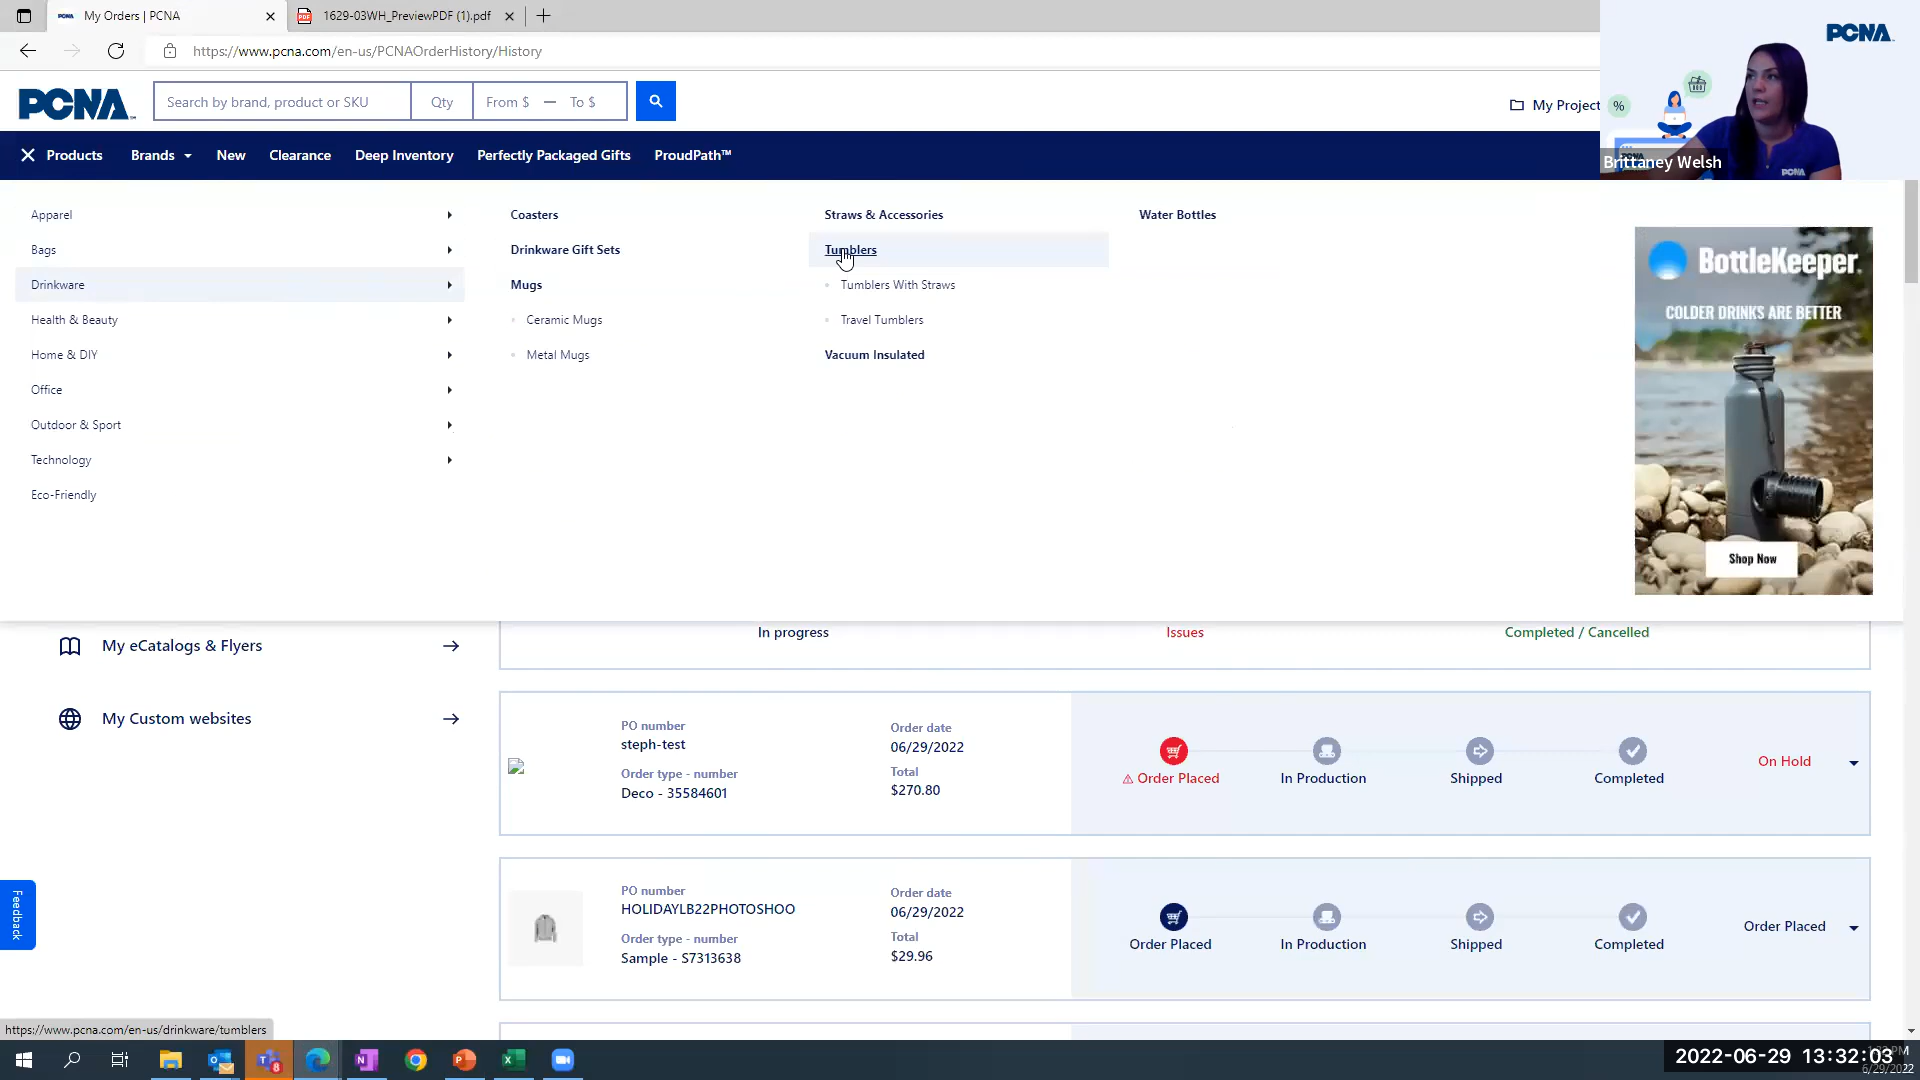 My Orders | PCNA
1629-03WH_PreviewPDF (1).pdf
https://www.pcna.com/en-us/PCNAOrderHistory/History
PCNA
Search by brand, product or SKU
Qty
From $ — To $
My Project
PCNA
%
PCNA
Brittaney Welsh
Products
Brands
New
Clearance
Deep Inventory
Perfectly Packaged Gifts
ProudPath™
Apparel
Bags
Drinkware
Health & Beauty
Home & DIY
Office
Outdoor & Sport
Technology
Eco-Friendly
Coasters
Drinkware Gift Sets
Mugs
Ceramic Mugs
Metal Mugs
Straws & Accessories
Tumblers
Tumblers With Straws
Travel Tumblers
Vacuum Insulated
Water Bottles
BottleKeeper
COLDER DRINKS ARE BETTER
Shop Now
My eCatalogs & Flyers
My Custom websites
In progress
Issues
Completed / Cancelled
PO number
steph-test
Order type - number
Deco - 35584601
Order date
06/29/2022
Total
$270.80
Order Placed
In Production
Shipped
Completed
On Hold
PO number
HOLIDAYLB22PHOTOSHOO
Order type - number
Sample - S7313638
Order date
06/29/2022
Total
$29.96
Order Placed
In Production
Shipped
Completed
Order Placed
Feedback
https://www.pcna.com/en-us/drinkware/tumblers
8
2022-06-29 13:32:03
6/29/2022